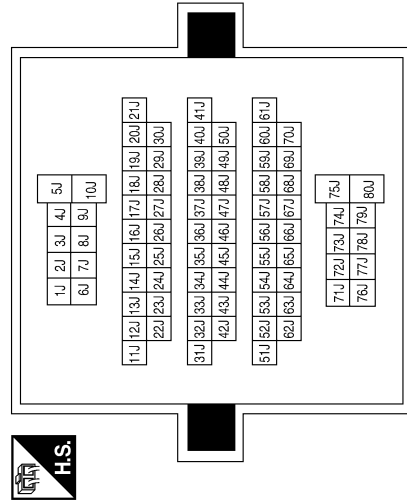 H.S.
1J 2J 3J 4J 5J
6J 7J 8J 9J 10J
11J 12J 13J 14J 15J 16J 17J 18J 19J 20J 21J
22J 23J 24J 25J 26J 27J 28J 29J 30J
31J 32J 33J 34J 35J 36J 37J 38J 39J 40J 41J
42J 43J 44J 45J 46J 47J 48J 49J 50J
51J 52J 53J 54J 55J 56J 57J 58J 59J 60J 61J
62J 63J 64J 65J 66J 67J 68J 69J 70J
71J 72J 73J 74J 75J
76J 77J 78J 79J 80J